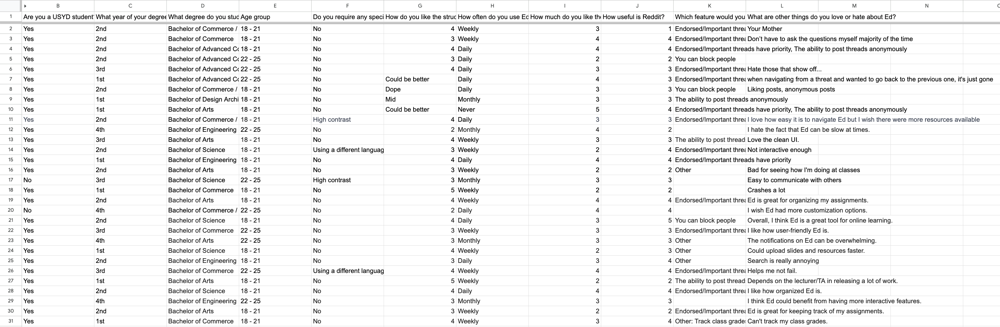 B C D E F G H I J K L M N
1 Are you a USYD student' What year of your degree What degree do you stud Age group Do you require any speci How do you like the struc How often do you use Ed How much do you like the How useful is Reddit? Which feature would you What are other things do you love or hate about Ed?
2 Yes 2nd Bachelor of Commerce / 18 - 21 No 4 Weekly 3 1 Endorsed/Important threa Your Mother
3 Yes 2nd Bachelor of Commerce 18 - 21 No 3 Weekly 4 4 Endorsed/Important threa Don't have to ask the questions myself majority of the time
4 Yes 2nd Bachelor of Advanced Co 18 - 21 No 4 Daily 4 4 Endorsed/Important threads have priority, The ability to post threads anonymously
5 Yes 2nd Bachelor of Advanced Co 22 - 25 No 3 Daily 2 2 You can block people
6 Yes 3rd Bachelor of Advanced Co 22 - 25 No 4 Daily 3 3 Endorsed/Important threa Hate those that show off...
7 Yes 1st Bachelor of Advanced Co 22 - 25 No Could be better Daily 4 3 Endorsed/Important threa when navigating from a threat and wanted to go back to the previous one, it's just gone
8 Yes 2nd Bachelor of Commerce / 18 - 21 No Dope Daily 3 3 You can block people Liking posts, anonymous posts
9 Yes 1st Bachelor of Design Archi 18 - 21 No Mid Monthly 3 3 The ability to post threads anonymously
10 Yes 1st Bachelor of Arts 18 - 21 No Could be better Never 5 4 Endorsed/Important threads have priority, The ability to post threads anonymously
11 Yes 2nd Bachelor of Commerce / 18 - 21 High contrast 4 Daily 3 3 Endorsed/Important threa I love how easy it is to navigate Ed but I wish there were more resources available
12 Yes 4th Bachelor of Engineering 22 - 25 No 2 Monthly 4 2 I hate the fact that Ed can be slow at times.
13 Yes 3rd Bachelor of Arts 18 - 21 No 4 Weekly 3 3 The ability to post thread Love the clean UI.
14 Yes 2nd Bachelor of Science 18 - 21 Using a different languag 3 Weekly 2 4 Endorsed/Important threa Not interactive enough
15 Yes 1st Bachelor of Engineering 18 - 21 No 4 Daily 4 4 Endorsed/Important threads have priority
16 Yes 2nd Bachelor of Arts 18 - 21 No 3 Weekly 2 2 Other Bad for seeing how I'm doing at classes
17 No 3rd Bachelor of Science 22 - 25 High contrast 3 Monthly 3 3 Easy to communicate with others
18 Yes 1st Bachelor of Commerce 18 - 21 No 5 Weekly 2 2 Crashes a lot
19 Yes 2nd Bachelor of Arts 18 - 21 No 4 Weekly 4 4 Endorsed/Important threa Ed is great for organizing my assignments.
20 No 4th Bachelor of Commerce / 22 - 25 No 2 Daily 4 4 I wish Ed had more customization options.
21 Yes 2nd Bachelor of Science 18 - 21 No 4 Daily 3 5 You can block people Overall, I think Ed is a great tool for online learning.
22 Yes 3rd Bachelor of Commerce 22 - 25 No 3 Weekly 3 3 Endorsed/Important threa I like how user-friendly Ed is.
23 Yes 4th Bachelor of Arts 22 - 25 No 3 Monthly 3 3 Other The notifications on Ed can be overwhelming.
24 Yes 1st Bachelor of Science 18 - 21 No 4 Weekly 2 3 Other Could upload slides and resources faster.
25 Yes 2nd Bachelor of Engineering 18 - 21 No 3 Daily 3 4 Other Search is really annoying
26 Yes 3rd Bachelor of Commerce 22 - 25 Using a different languag 4 Weekly 4 4 Endorsed/Important threa Helps me not fail.
27 Yes 1st Bachelor of Arts 18 - 21 No 5 Weekly 2 2 The ability to post thread Depends on the lecturer/TA in releasing a lot of work.
28 Yes 2nd Bachelor of Science 18 - 21 No 4 Daily 4 4 Endorsed/Important threa I like how organized Ed is.
29 Yes 4th Bachelor of Engineering 22 - 25 No 3 Monthly 3 3 I think Ed could benefit from having more interactive features.
30 Yes 2nd Bachelor of Arts 18 - 21 No 3 Weekly 2 2 Endorsed/Important threa Ed is great for keeping track of my assignments.
31 Yes 1st Bachelor of Commerce 18 - 21 No 4 Weekly 3 4 Other: Track class grades Can't track my class grades.